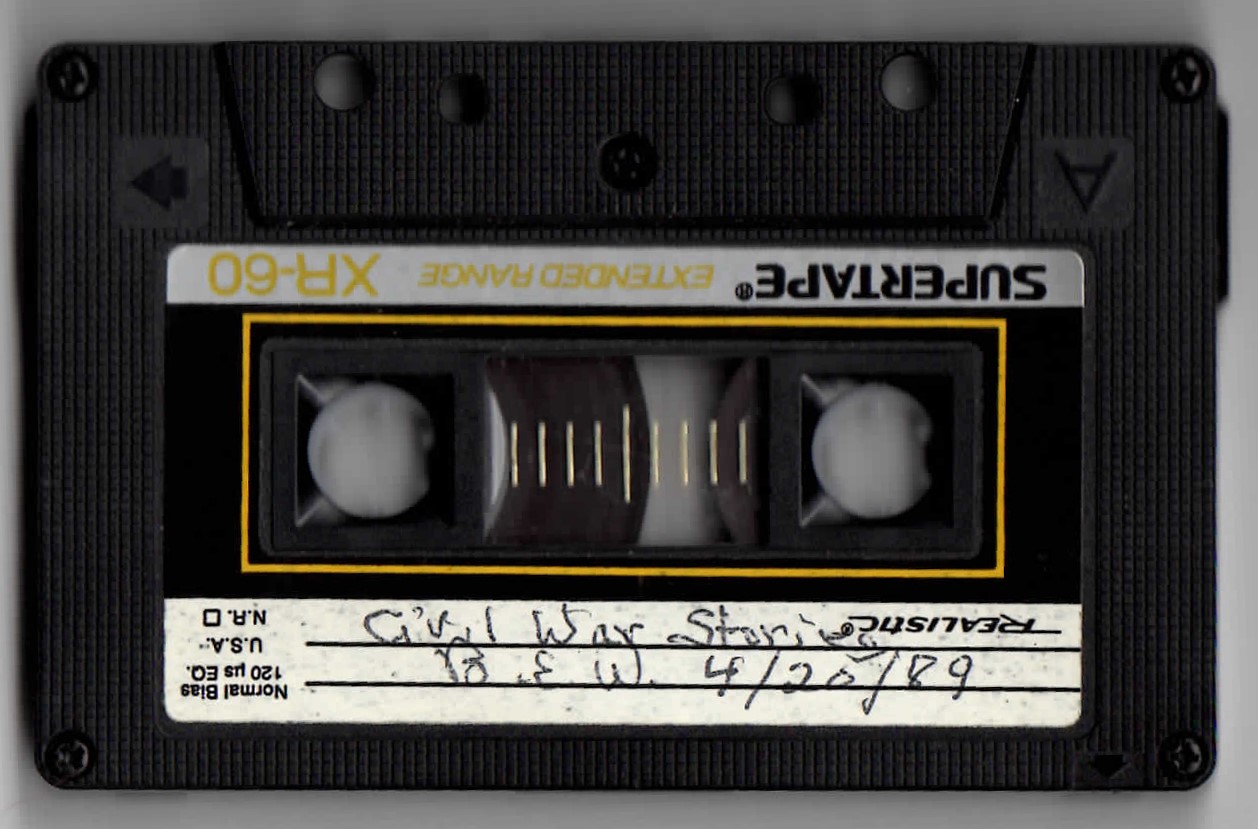 A
SUPERTAPE® EXTENDED RANGE XR-60
REALISTIC®
Civil War Stories
B.E.W. 4/20/89
Normal Bias
120 µs EQ.
U.S.A.
N.R.